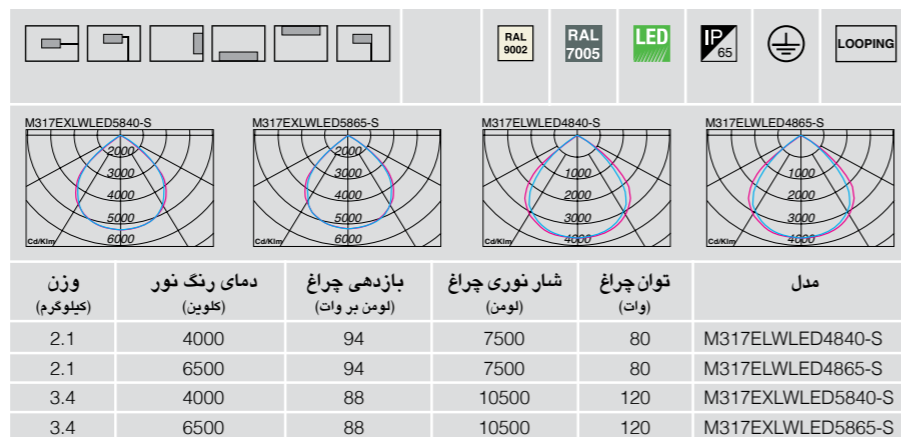 RAL
9002
RAL
7005
LED
IP
65
LOOPING
M317EXLWLED5840-S
2000
3000
4000
5000
6000
Cd/Klm
M317EXLWLED5865-S
2000
3000
4000
5000
6000
Cd/Klm
M317ELWLED4840-S
1000
2000
3000
4000
Cd/Klm
M317ELWLED4865-S
1000
2000
3000
4000
Cd/Klm
مدل توان چراغ شار نوری چراغ بازدهی چراغ دمای رنگ نور وزن
(وات) (لومن) (لومن بر وات) (کلوین) (کیلوگرم)
M317ELWLED4840-S 80 7500 94 4000 2.1
M317ELWLED4865-S 80 7500 94 6500 2.1
M317EXLWLED5840-S 120 10500 88 4000 3.4
M317EXLWLED5865-S 120 10500 88 6500 3.4